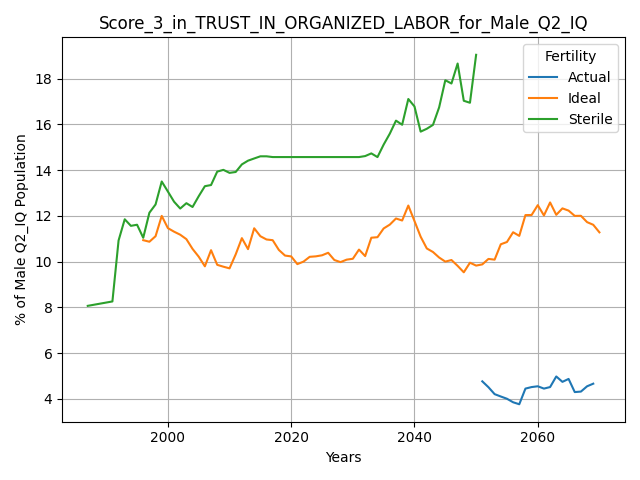 Score_3_in_TRUST_IN_ORGANIZED_LABOR_for_Male_Q2_IQ
% of Male Q2_IQ Population
18
16
14
12
10
8
6
4
Fertility
Actual
Ideal
Sterile
2000
2020
2040
2060
Years